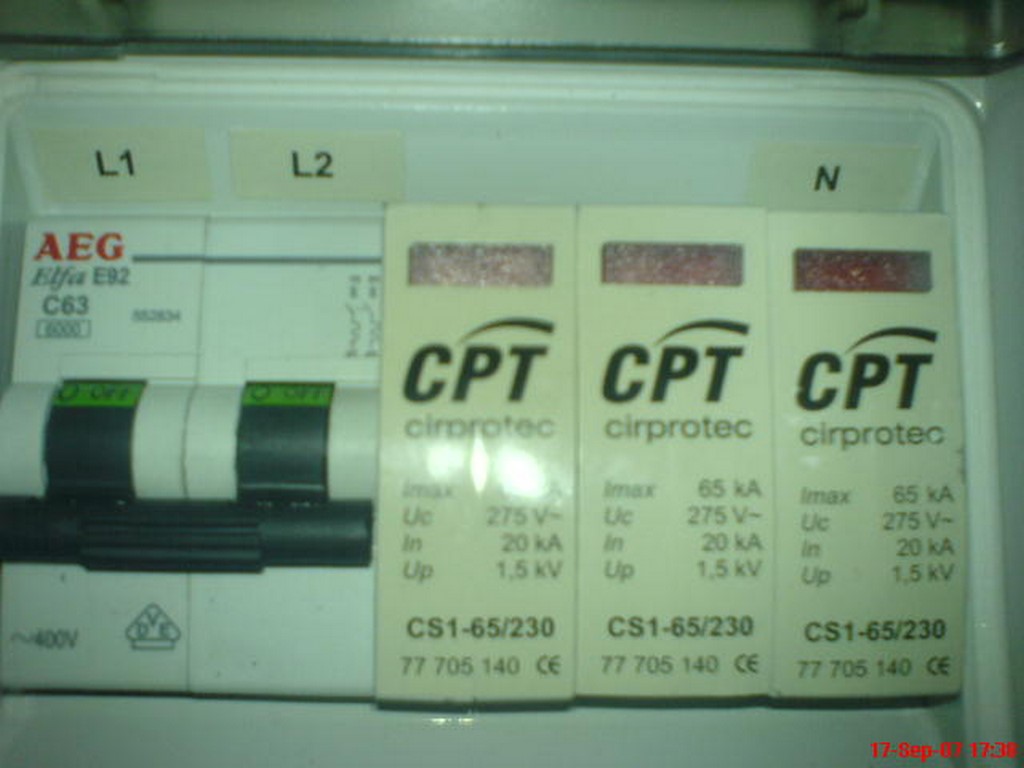 L1
L2
N
AEG
Elfa E92
C63
6000
O OFF
O OFF
~400V
CPT
cirprotec
Imax
Uc 275 V~
In 20 kA
Up 1,5 kV
CS1-65/230
77 705 140 CE
CPT
cirprotec
Imax 65 kA
Uc 275 V~
In 20 kA
Up 1,5 kV
CS1-65/230
77 705 140 CE
CPT
cirprotec
Imax 65 kA
Uc 275 V~
In 20 kA
Up 1,5 kV
CS1-65/230
77 705 140 CE
17-Sep-07 17:38